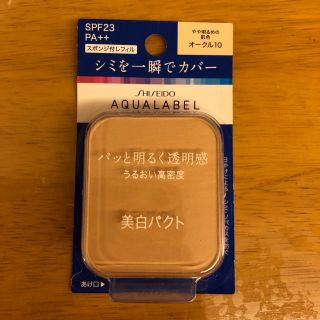 SPF23
PA++
スポンジ付レフィル
やや明るめの
肌色
オークル10
シミを一瞬でカバー
SHISEIDO
AQUALABEL
パッと明るく透明感
うるおい高密度
美白パクト
あけ口▶